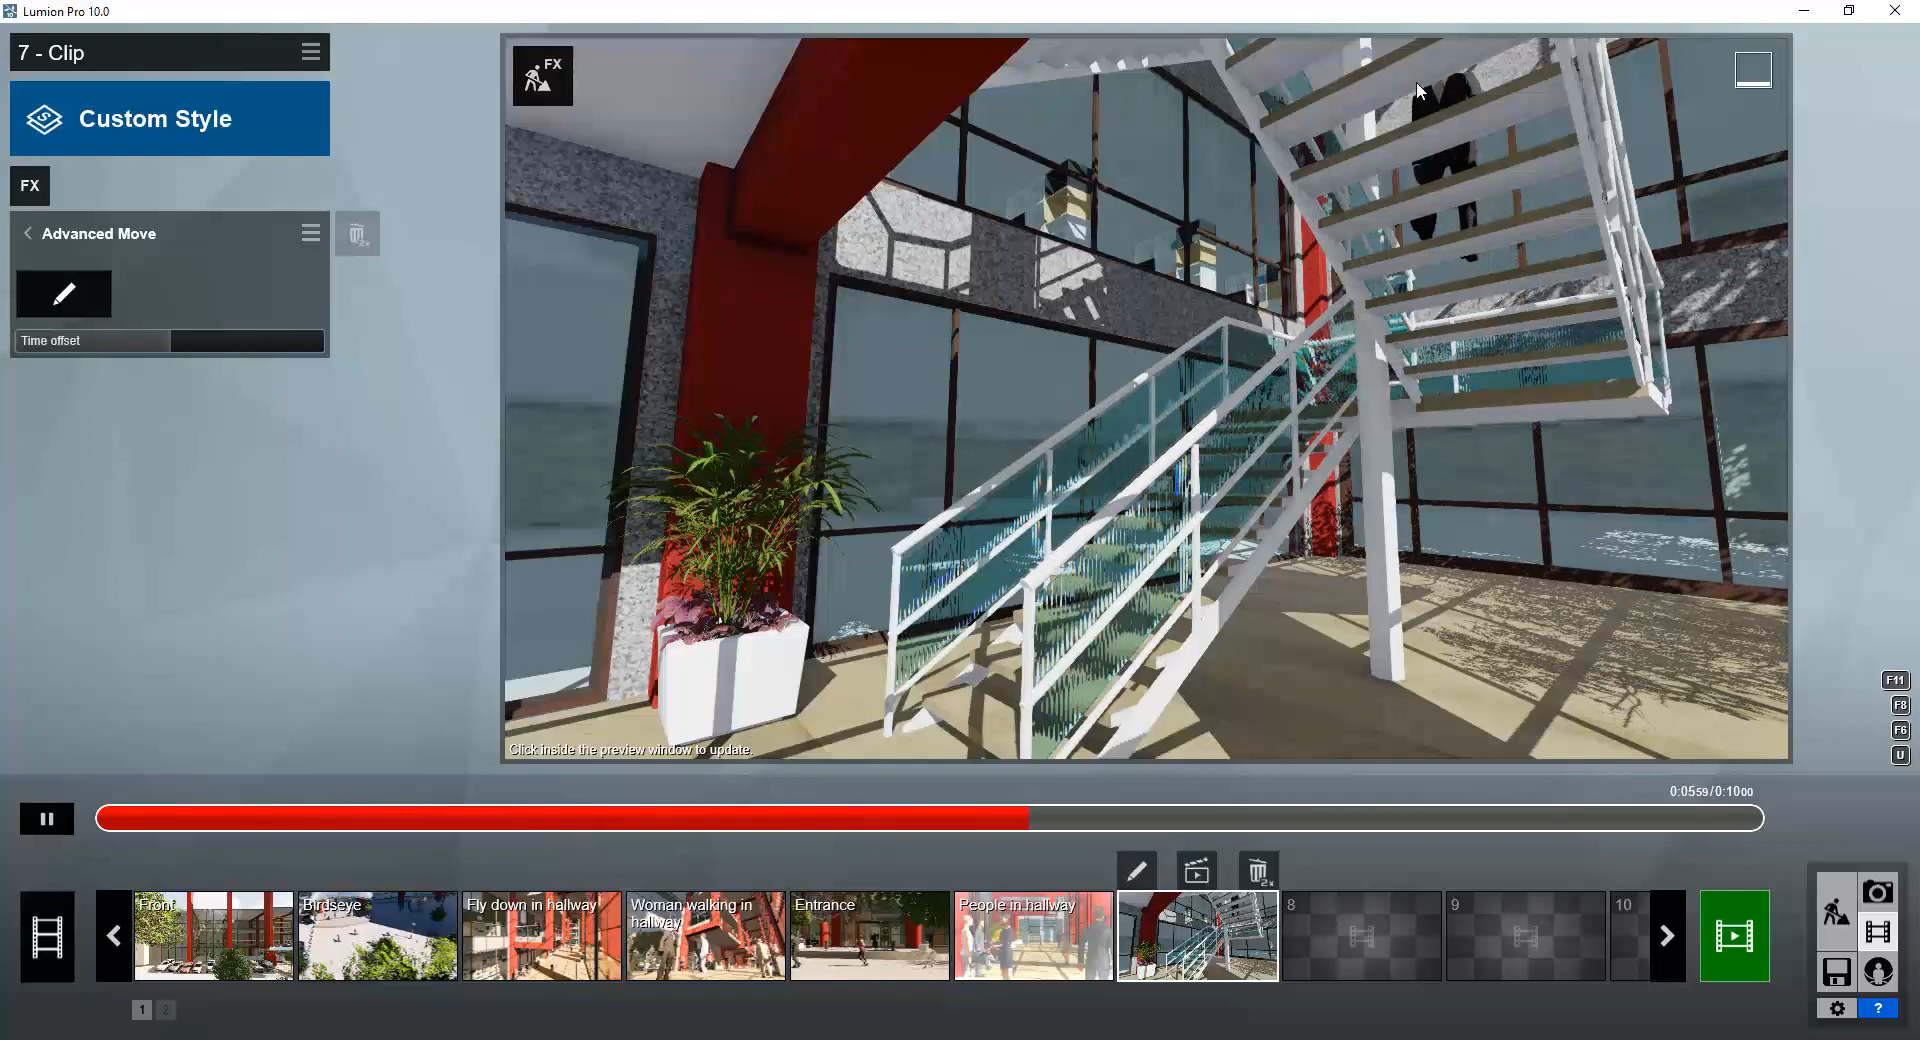 Lumion Pro 10.0
7 - Clip
Custom Style
FX
Advanced Move
2x
Time offset
FX
Click inside the preview window to update.
F11
F8
F6
U
0:0559/0:1000
2x
Front
Birdseye
Fly down in hallway
Woman walking in
hallway
Entrance
People in hallway
8
9
10
1
2
?